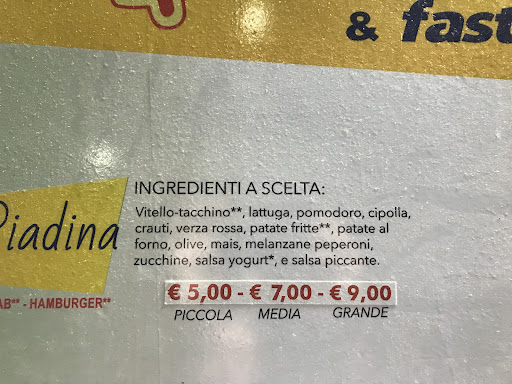 & fast
INGREDIENTI A SCELTA:
Vitello-tacchino**, lattuga, pomodoro, cipolla,
crauti, verza rossa, patate fritte**, patate al
forno, olive, mais, melanzane peperoni,
zucchine, salsa yogurt*, e salsa piccante.
Piadina
AB** - HAMBURGER**
€ 5,00 - € 7,00 - € 9,00
PICCOLA MEDIA GRANDE